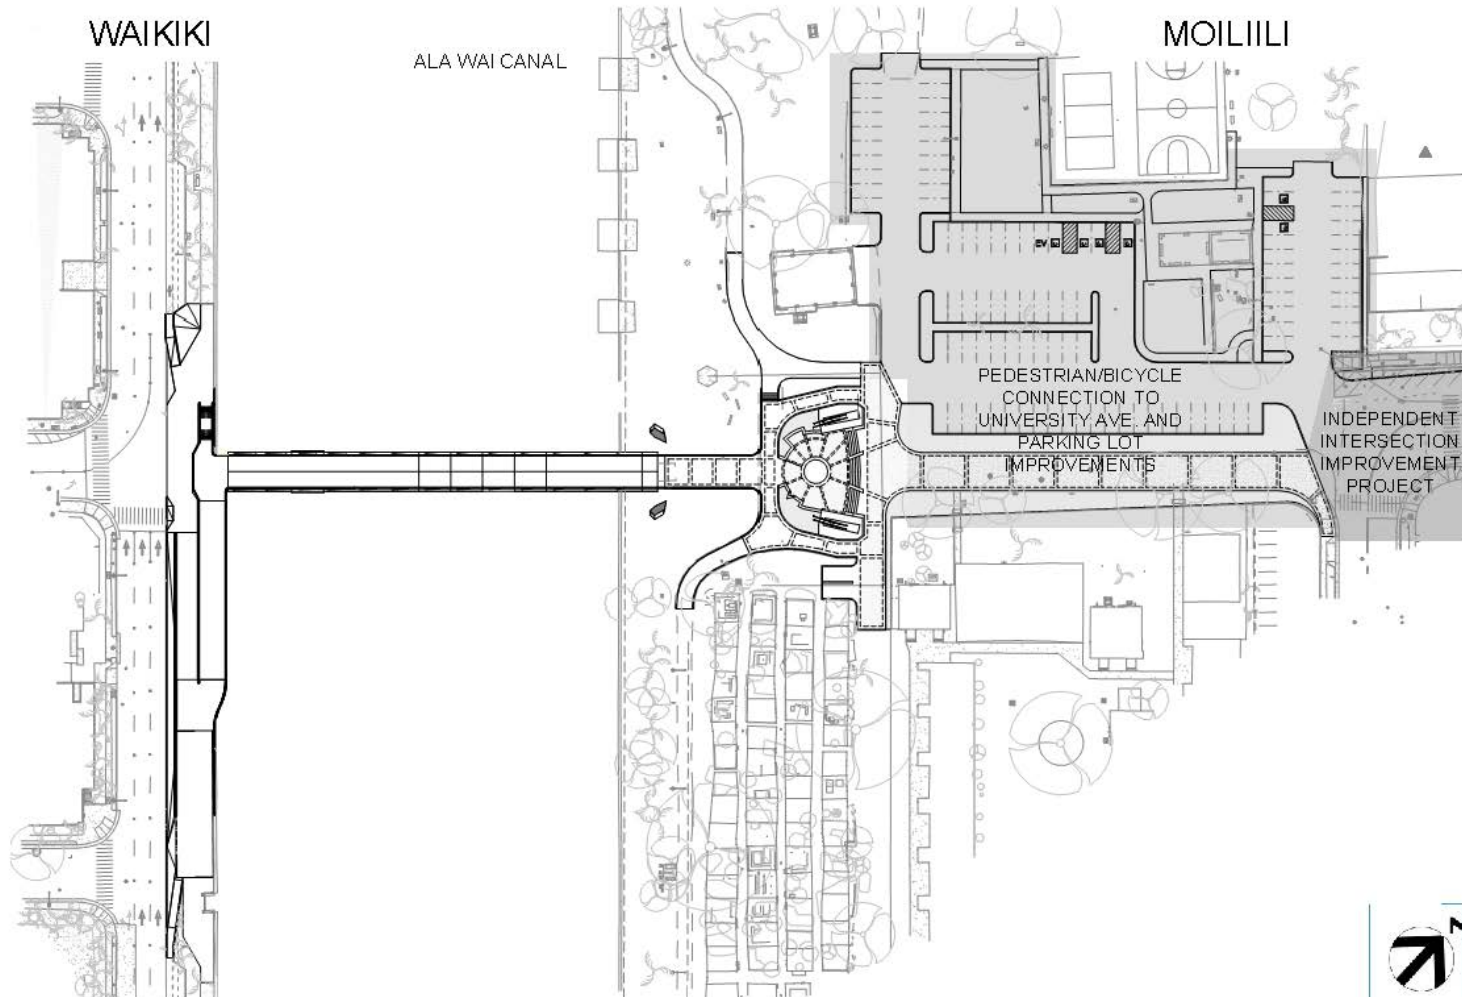 WAIKIKI
MOILIILI
ALA WAI CANAL
EV
PEDESTRIAN/BICYCLE
CONNECTION TO
UNIVERSITY AVE. AND
PARKING LOT
IMPROVEMENTS
INDEPENDENT
INTERSECTION
IMPROVEMENT
PROJECT
N